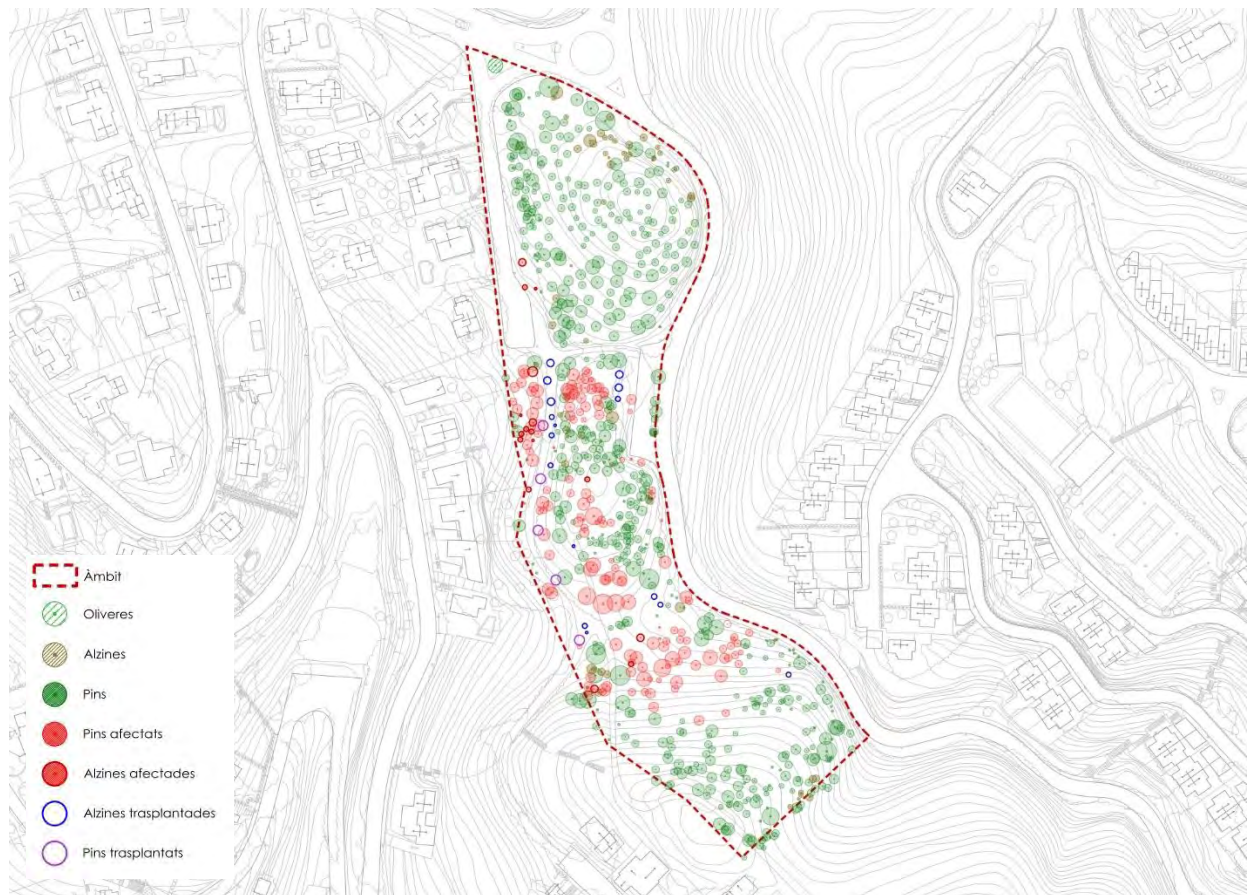 Àmbit
Oliveres
Alzines
Pins
Pins afectats
Alzines afectades
Alzines trasplantades
Pins trasplantats